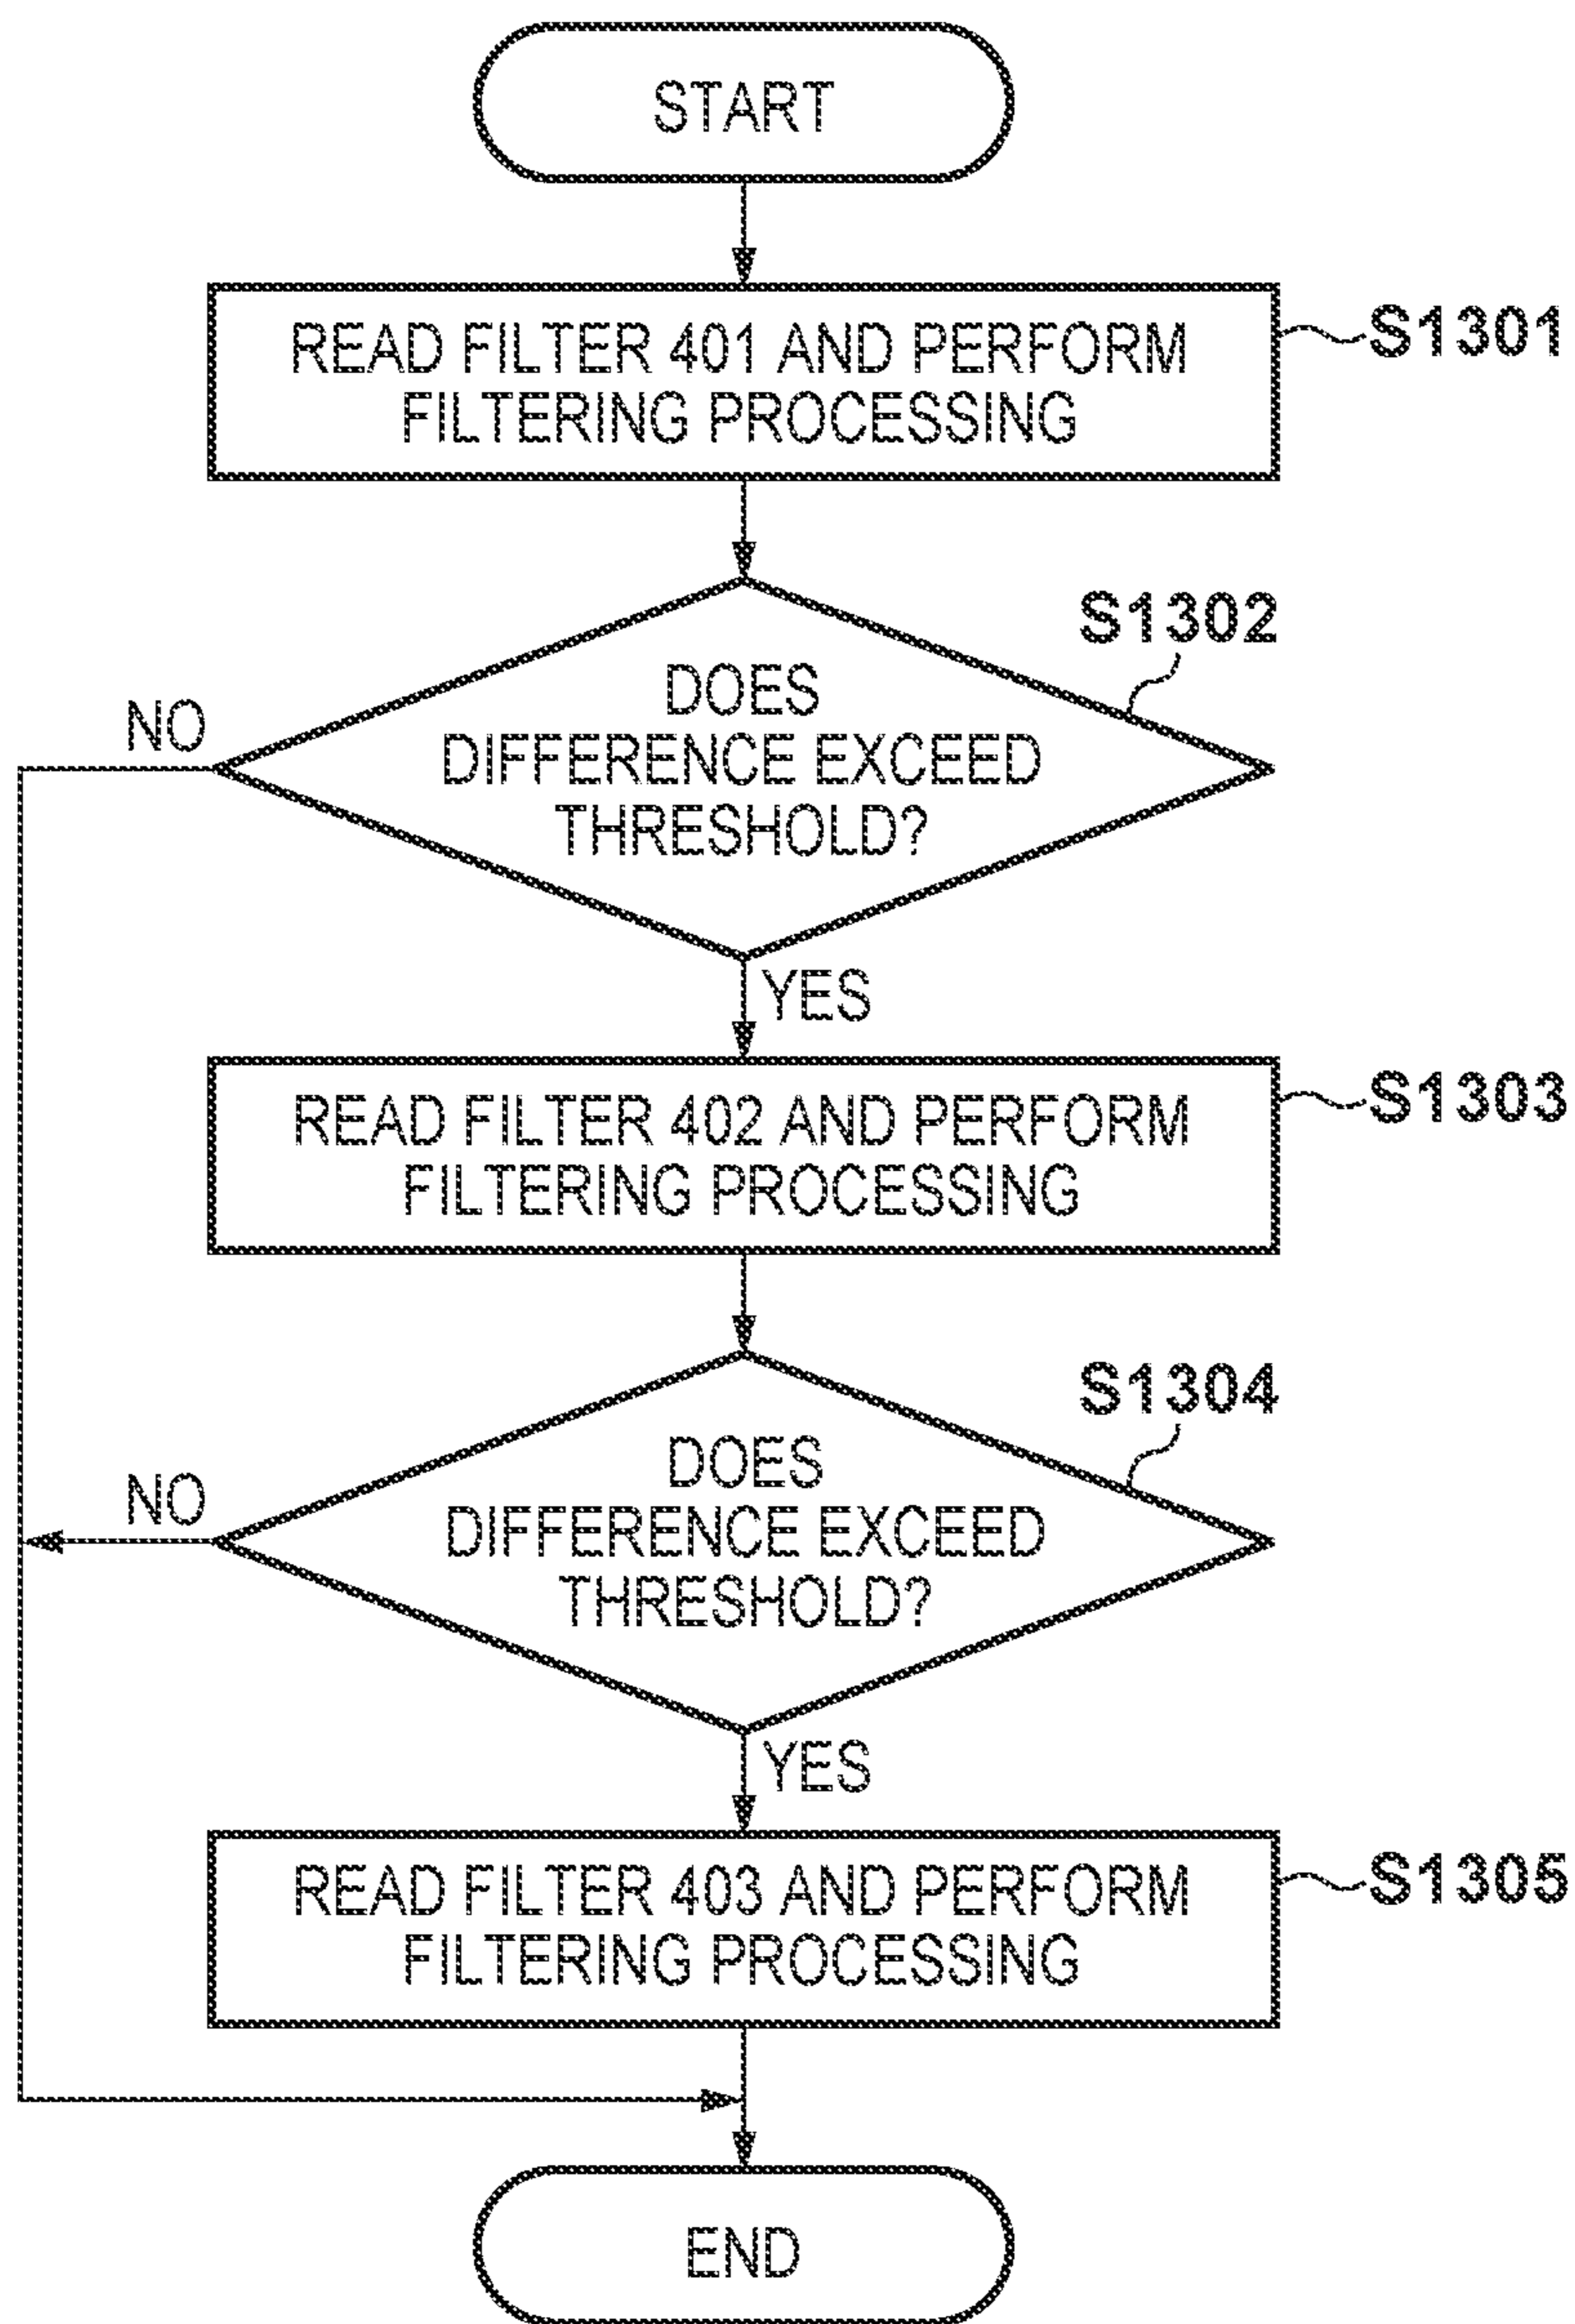 START
READ FILTER 401 AND PERFORM
FILTERING PROCESSING
S1301
S1302
DOES
DIFFERENCE EXCEED
THRESHOLD?
NO
YES
READ FILTER 402 AND PERFORM
FILTERING PROCESSING
S1303
S1304
DOES
DIFFERENCE EXCEED
THRESHOLD?
NO
YES
READ FILTER 403 AND PERFORM
FILTERING PROCESSING
S1305
END